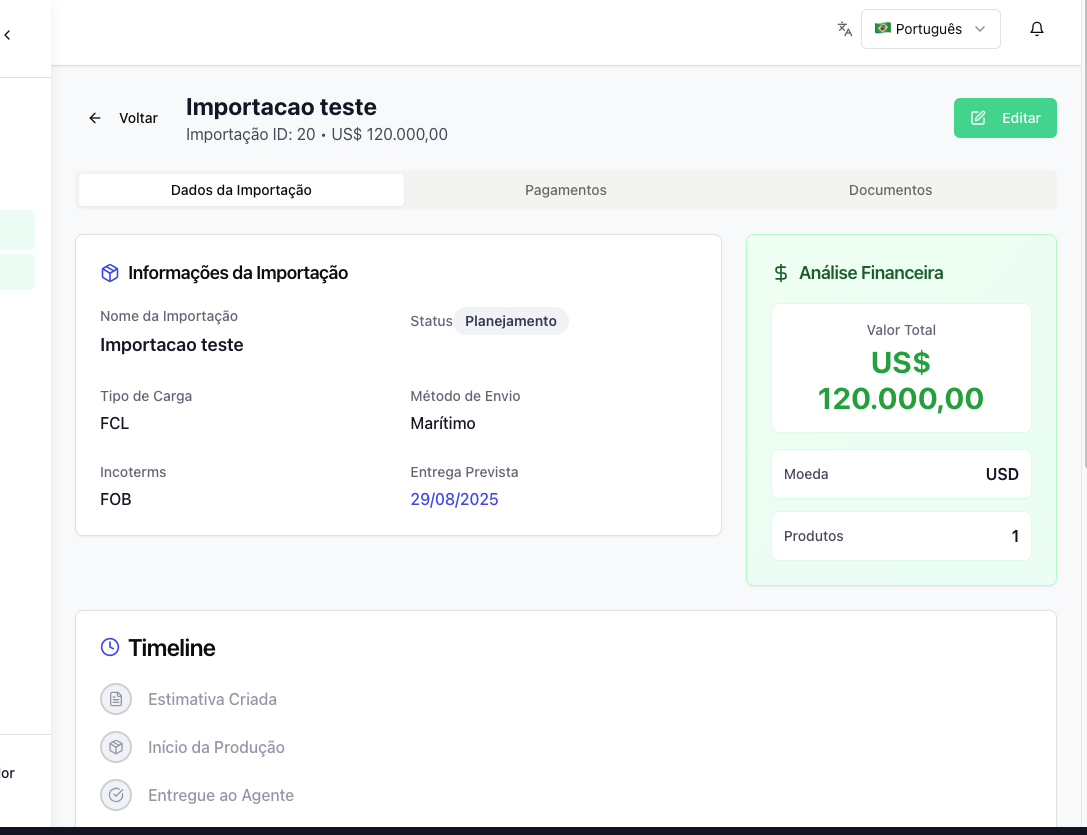 Português
Voltar
Importacao teste
Importação ID: 20 • US$ 120.000,00
Editar
Dados da Importação
Pagamentos
Documentos
Informações da Importação
Nome da Importação
Importacao teste
Status Planejamento
Tipo de Carga
FCL
Método de Envio
Marítimo
Incoterms
FOB
Entrega Prevista
29/08/2025
Análise Financeira
Valor Total
US$
120.000,00
Moeda USD
Produtos 1
Timeline
Estimativa Criada
Início da Produção
Entregue ao Agente